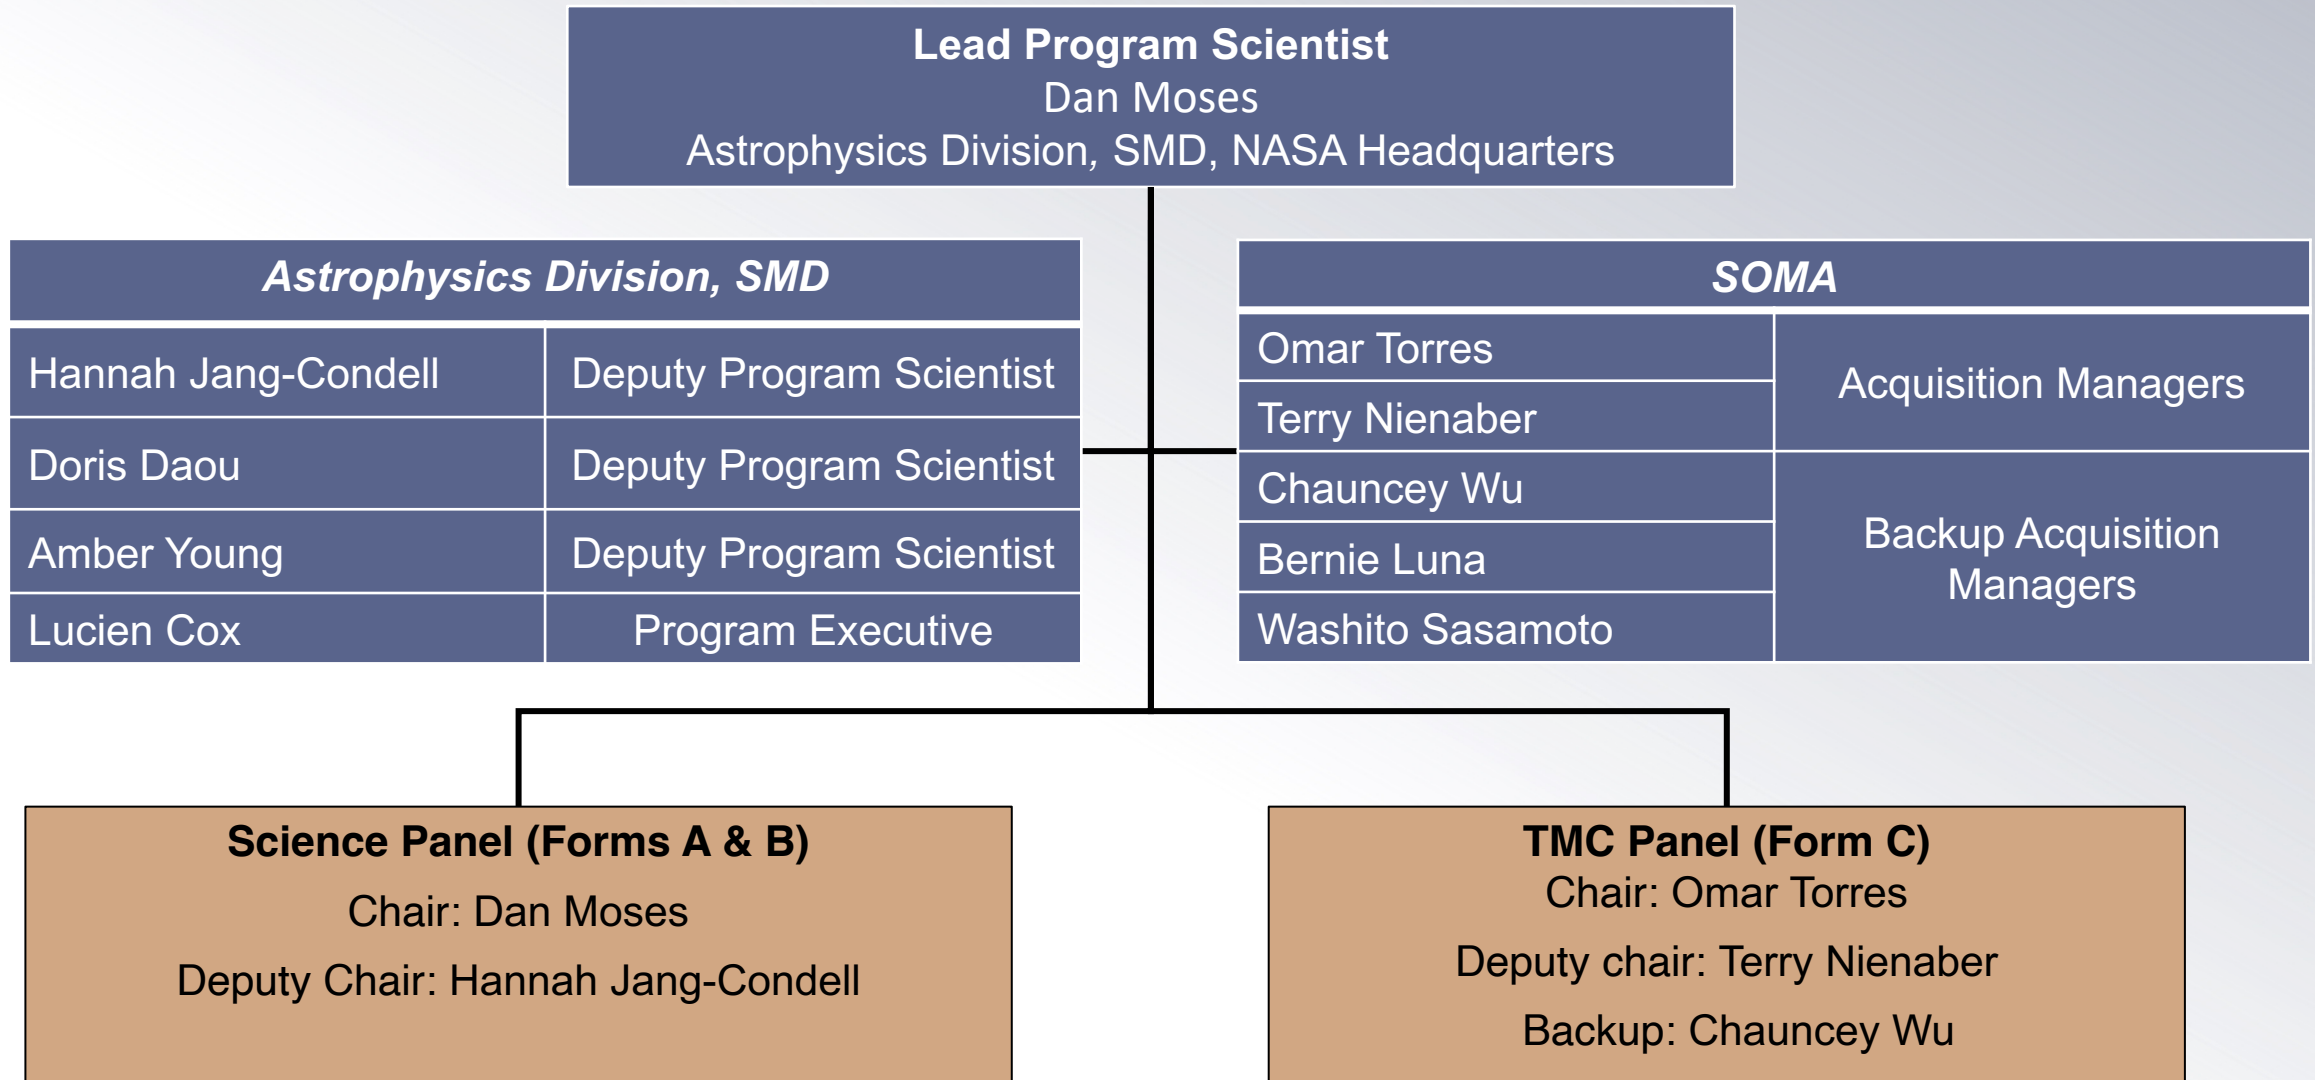 Lead Program Scientist
Dan Moses
Astrophysics Division, SMD, NASA Headquarters
Astrophysics Division, SMD
Hannah Jang-Condell
Deputy Program Scientist
Doris Daou
Deputy Program Scientist
Amber Young
Deputy Program Scientist
Lucien Cox
Program Executive
SOMA
Omar Torres
Terry Nienaber
Acquisition Managers
Chauncey Wu
Bernie Luna
Washito Sasamoto
Backup Acquisition
Managers
Science Panel (Forms A & B)
Chair: Dan Moses
Deputy Chair: Hannah Jang-Condell
TMC Panel (Form C)
Chair: Omar Torres
Deputy chair: Terry Nienaber
Backup: Chauncey Wu